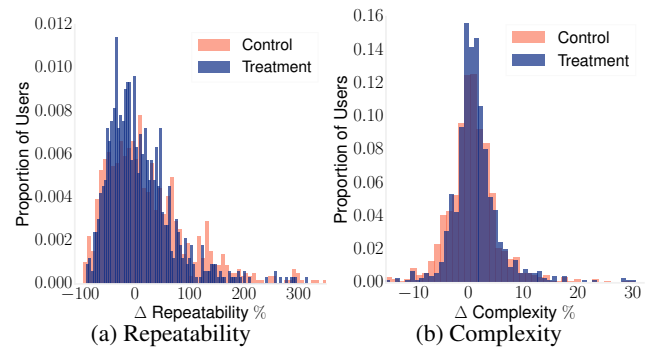 0.012
0.010
0.008
0.006
0.004
0.002
0.000
Proportion of Users
Control
Treatment
−100 0 100 200 300
Δ Repeatability %
(a) Repeatability
0.16
0.14
0.12
0.10
0.08
0.06
0.04
0.02
0.00
Proportion of Users
Control
Treatment
−10 0 10 20 30
Δ Complexity %
(b) Complexity